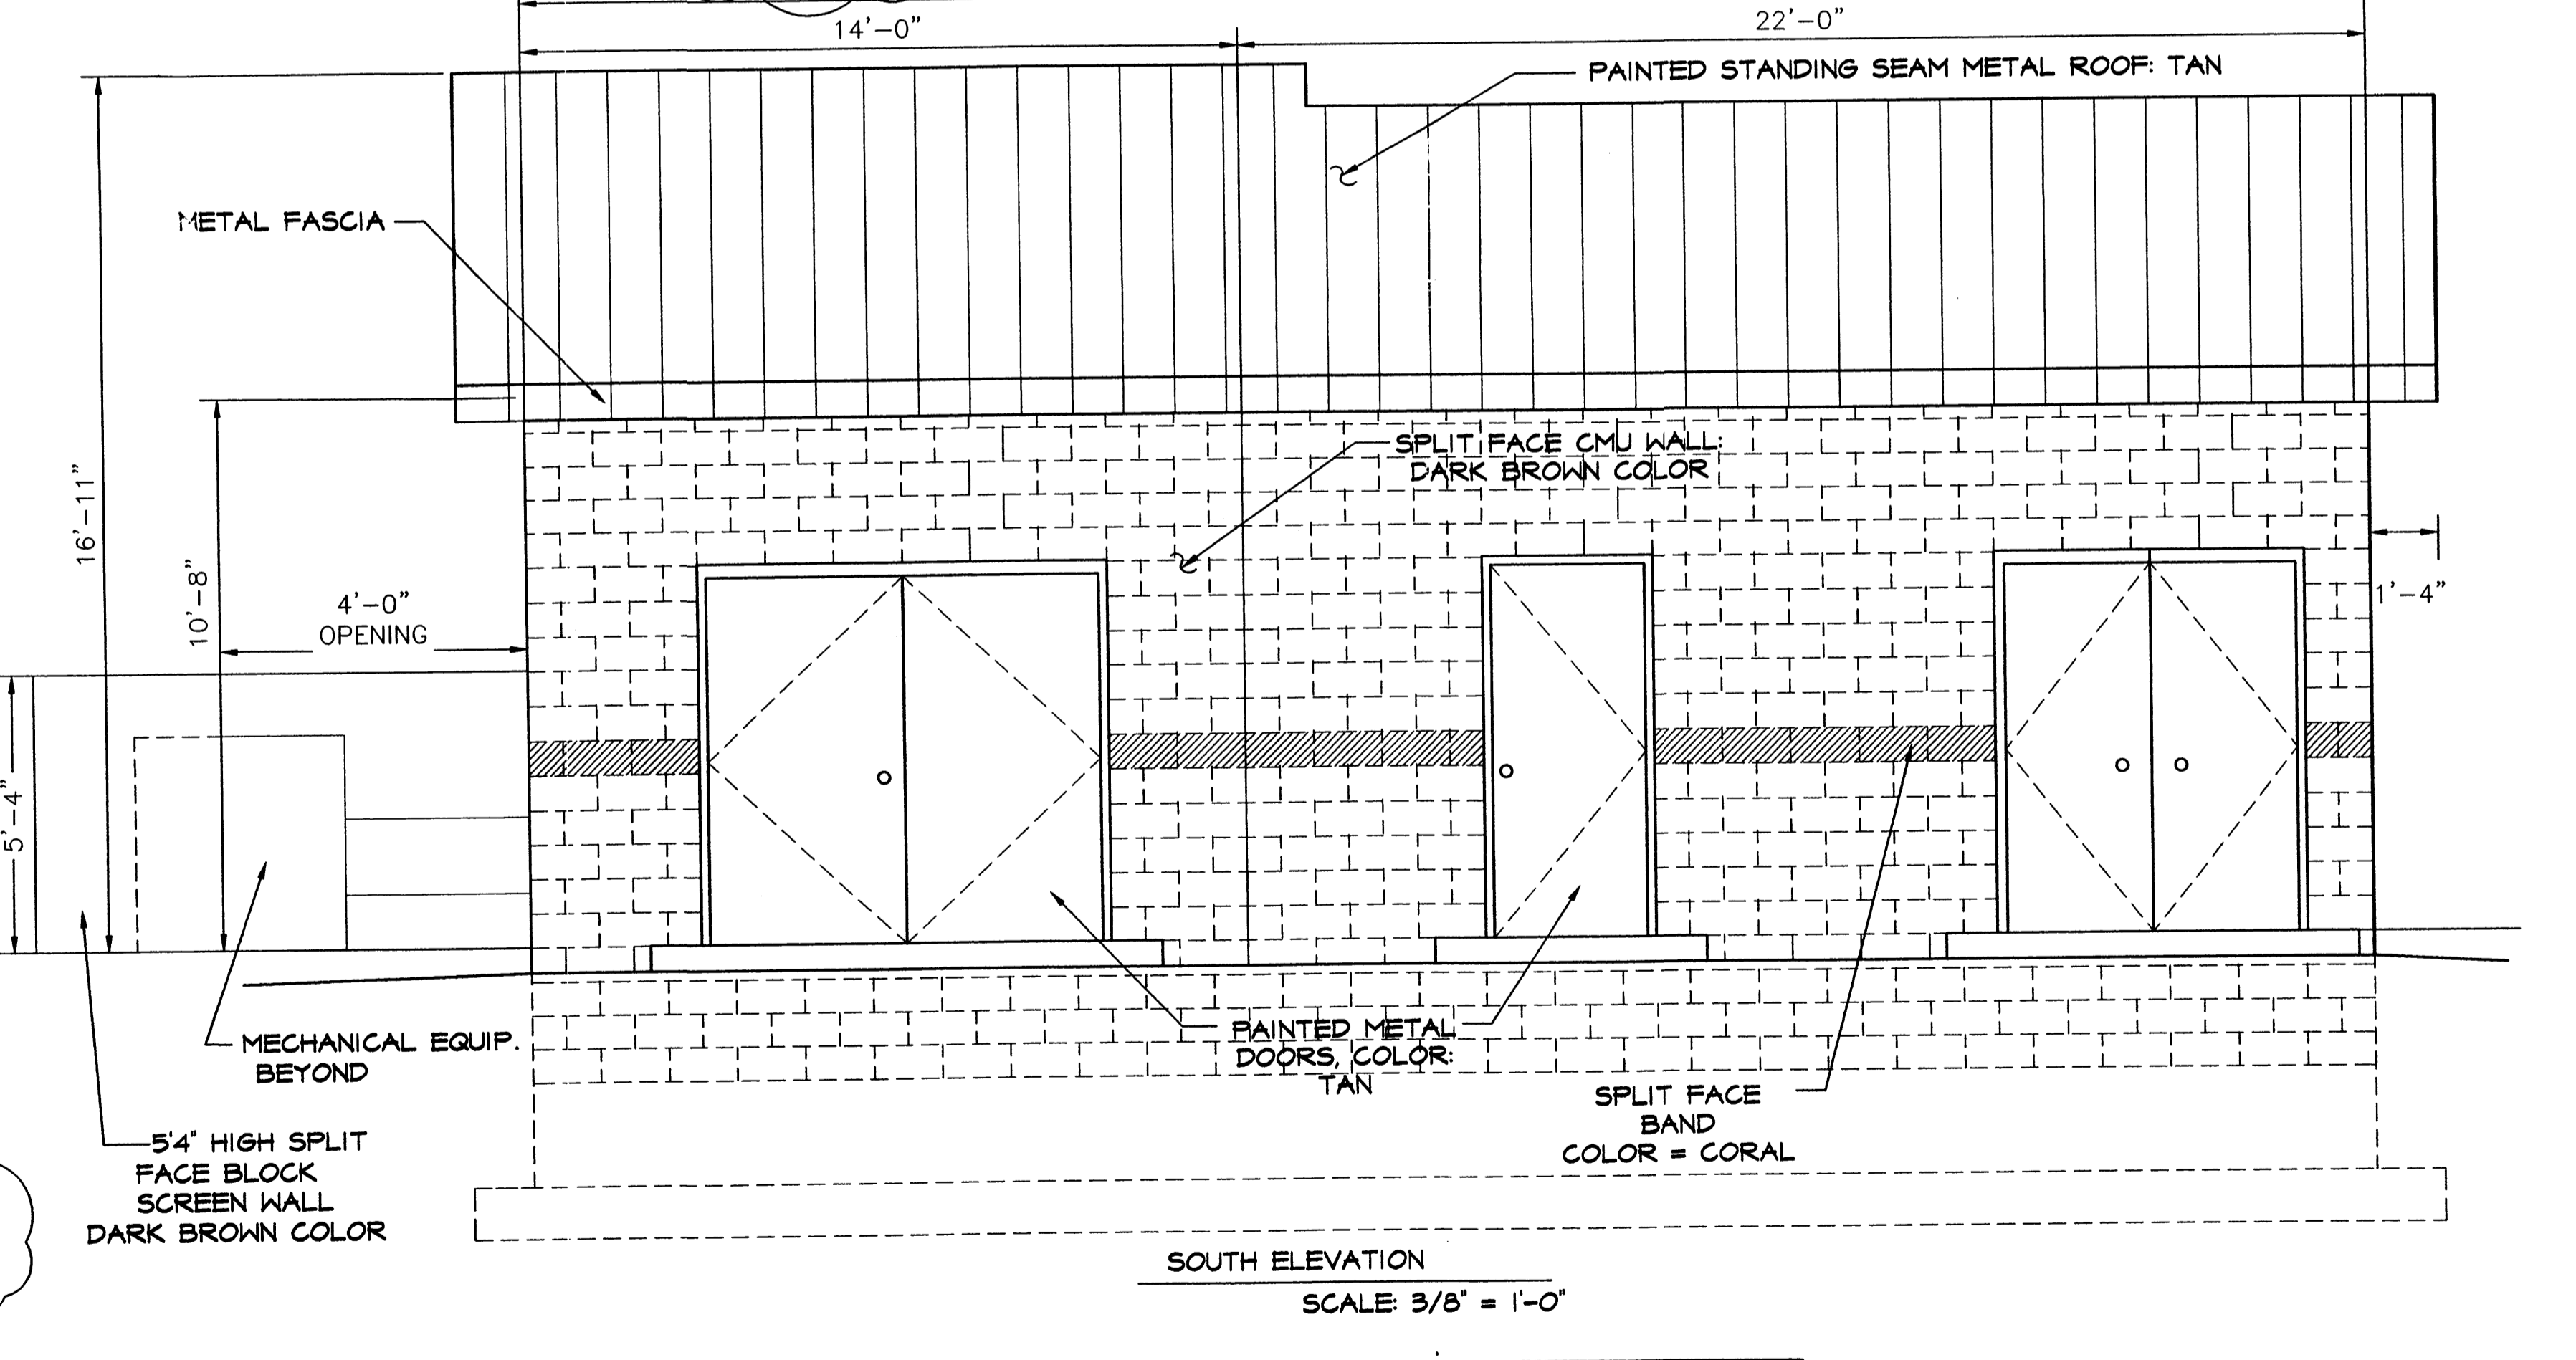 14'-0"
22'-0"
PAINTED STANDING SEAM METAL ROOF: TAN
METAL FASCIA
SPLIT FACE CMU WALL:
DARK BROWN COLOR
16'-11"
10'-8"
4'-0"
OPENING
1'-4"
5'-4"
MECHANICAL EQUIP.
BEYOND
PAINTED METAL
DOORS, COLOR:
TAN
SPLIT FACE
BAND
COLOR = CORAL
5'4" HIGH SPLIT
FACE BLOCK
SCREEN WALL
DARK BROWN COLOR
SOUTH ELEVATION
SCALE: 3/8" = 1'-0"